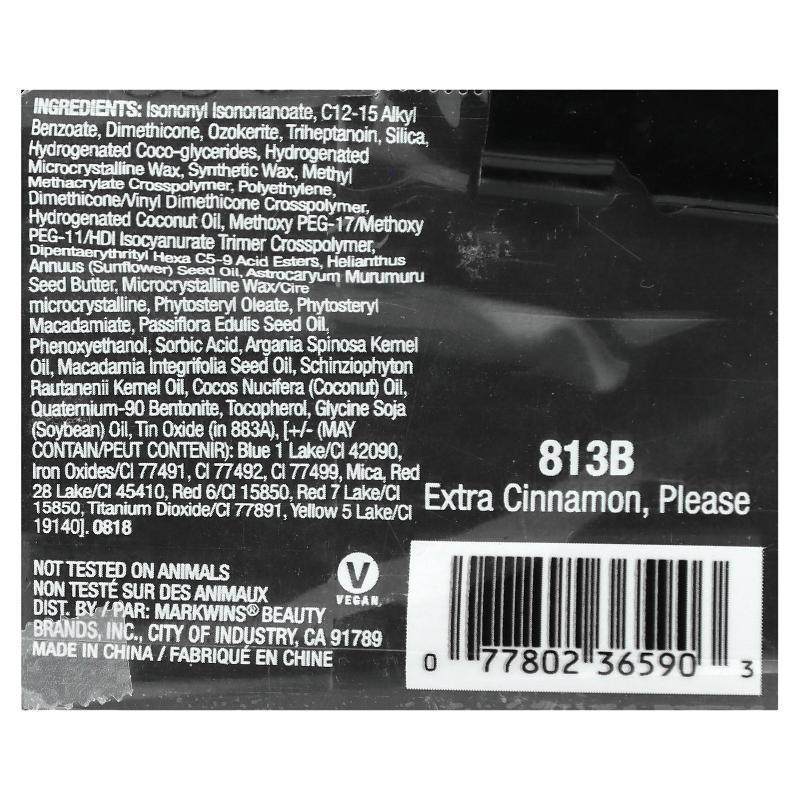 INGREDIENTS: Isononyl Isononanoate, C12-15 Alkyl
Benzoate, Dimethicone, Ozokerite, Triheptanoin, Silica,
Hydrogenated Coco-glycerides, Hydrogenated
Microcrystalline Wax, Synthetic Wax, Methyl
Methacrylate Crosspolymer, Polyethylene,
Dimethicone/Vinyl Dimethicone Crosspolymer,
Hydrogenated Coconut Oil, Methoxy PEG-17/Methoxy
PEG-11/HDI Isocyanurate Trimer Crosspolymer,
Dipentaerythrityl Hexa C5-9 Acid Esters, Helianthus
Annuus (Sunflower) Seed Oil, Astrocaryum Murumuru
Seed Butter, Microcrystalline Wax/Cire
microcrystalline, Phytosteryl Oleate, Phytosteryl
Macadamiate, Passiflora Edulis Seed Oil,
Phenoxyethanol, Sorbic Acid, Argania Spinosa Kernel
Oil, Macadamia Integrifolia Seed Oil, Schinziophyton
Rautanenii Kernel Oil, Cocos Nucifera (Coconut) Oil,
Quaternium-90 Bentonite, Tocopherol, Glycine Soja
(Soybean) Oil, Tin Oxide (in 883A), [+/- (MAY
CONTAIN/PEUT CONTENIR): Blue 1 Lake/CI 42090,
Iron Oxides/CI 77491, CI 77492, CI 77499, Mica, Red
28 Lake/CI 45410, Red 6/CI 15850, Red 7 Lake/CI
15850, Titanium Dioxide/CI 77891, Yellow 5 Lake/CI
19140]. 0818
NOT TESTED ON ANIMALS
NON TESTÉ SUR DES ANIMAUX
DIST. BY / PAR: MARKWINS® BEAUTY
BRANDS, INC., CITY OF INDUSTRY, CA 91789
MADE IN CHINA / FABRIQUÉ EN CHINE
V
VEGAN
813B
Extra Cinnamon, Please
0 77802 36590 3